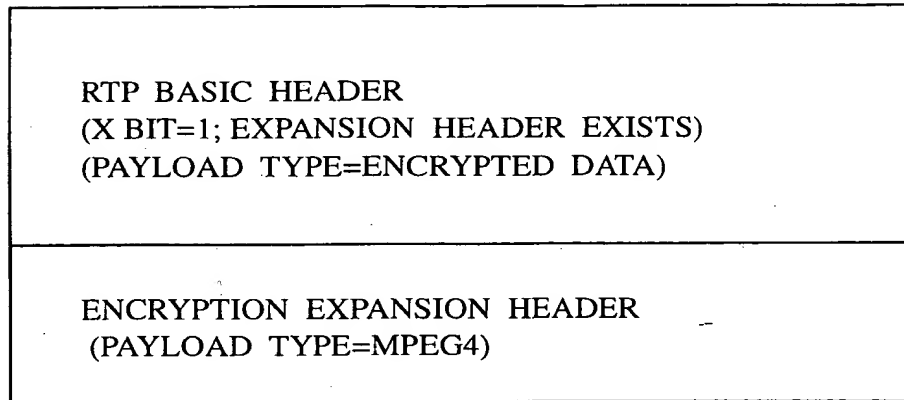 RTP BASIC HEADER
(X BIT=1; EXPANSION HEADER EXISTS)
(PAYLOAD TYPE=ENCRYPTED DATA)
ENCRYPTION EXPANSION HEADER
(PAYLOAD TYPE=MPEG4)